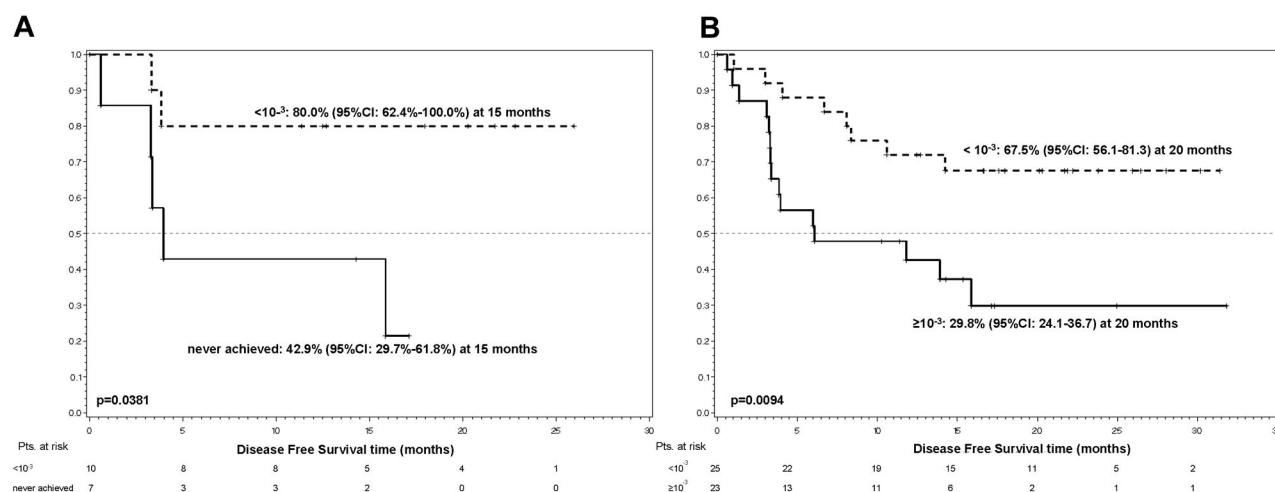 A
B
1.0
0.9
0.8
0.7
0.6
0.5
0.4
0.3
0.2
0.1
0.0
<10-³: 80.0% (95%CI: 62.4%-100.0%) at 15 months
never achieved: 42.9% (95%CI: 29.7%-61.8%) at 15 months
p=0.0381
0 5 10 15 20 25 30
Disease Free Survival time (months)
Pts. at risk
<10⁻³ 10 8 8 5 4 1
never achieved 7 3 3 2 0 0
1.0
0.9
0.8
0.7
0.6
0.5
0.4
0.3
0.2
0.1
0.0
< 10⁻³: 67.5% (95%CI: 56.1-81.3) at 20 months
≥10⁻³: 29.8% (95%CI: 24.1-36.7) at 20 months
p=0.0094
0 5 10 15 20 25 30
Disease Free Survival time (months)
Pts. at risk
<10⁻³ 25 22 19 15 11 5 2
≥10⁻³ 23 13 11 6 2 1 1